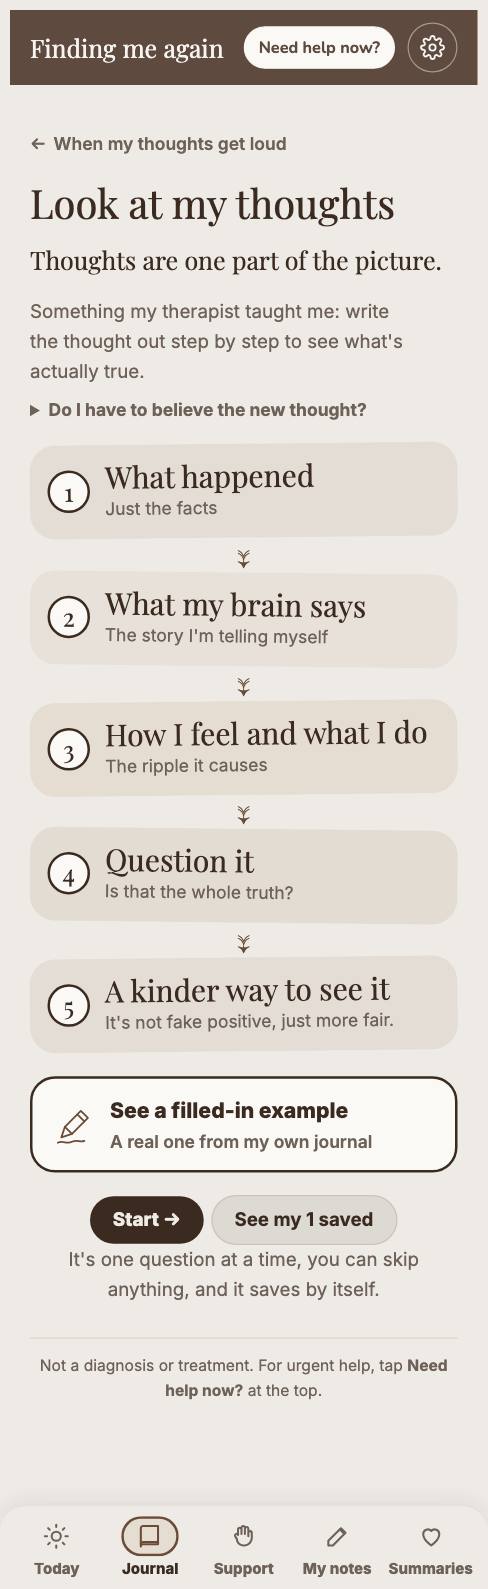 Finding me again
Need help now?
← When my thoughts get loud
Look at my thoughts
Thoughts are one part of the picture.
Something my therapist taught me: write
the thought out step by step to see what's
actually true.
▶ Do I have to believe the new thought?
1
What happened
Just the facts
2
What my brain says
The story I'm telling myself
3
How I feel and what I do
The ripple it causes
4
Question it
Is that the whole truth?
5
A kinder way to see it
It's not fake positive, just more fair.
See a filled-in example
A real one from my own journal
Start →
See my 1 saved
It's one question at a time, you can skip
anything, and it saves by itself.
Not a diagnosis or treatment. For urgent help, tap Need
help now? at the top.
Today
Journal
Support
My notes
Summaries